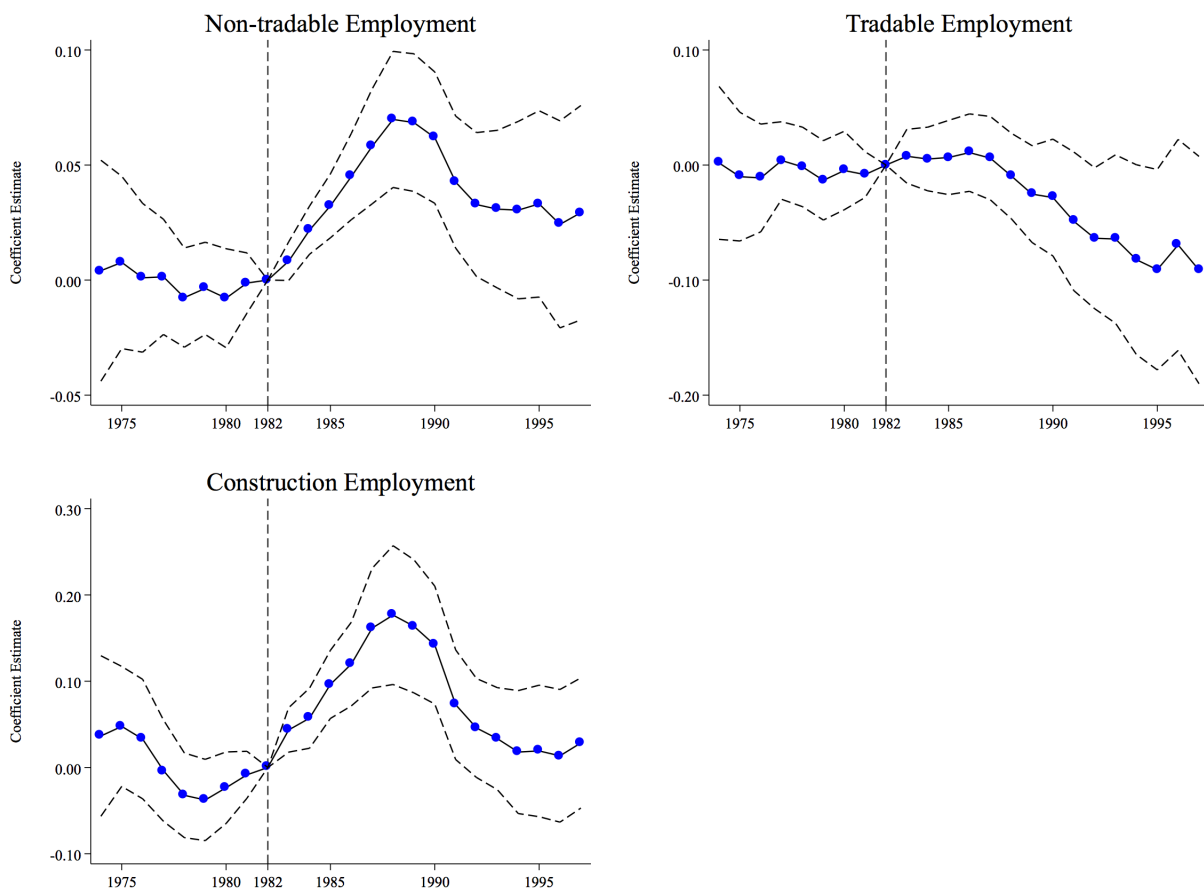 Non-tradable Employment
Coefficient Estimate
0.10
0.05
0.00
-0.05
1975 1980 1982 1985 1990 1995
Tradable Employment
Coefficient Estimate
0.10
0.00
-0.10
-0.20
1975 1980 1982 1985 1990 1995
Construction Employment
Coefficient Estimate
0.30
0.20
0.10
0.00
-0.10
1975 1980 1982 1985 1990 1995